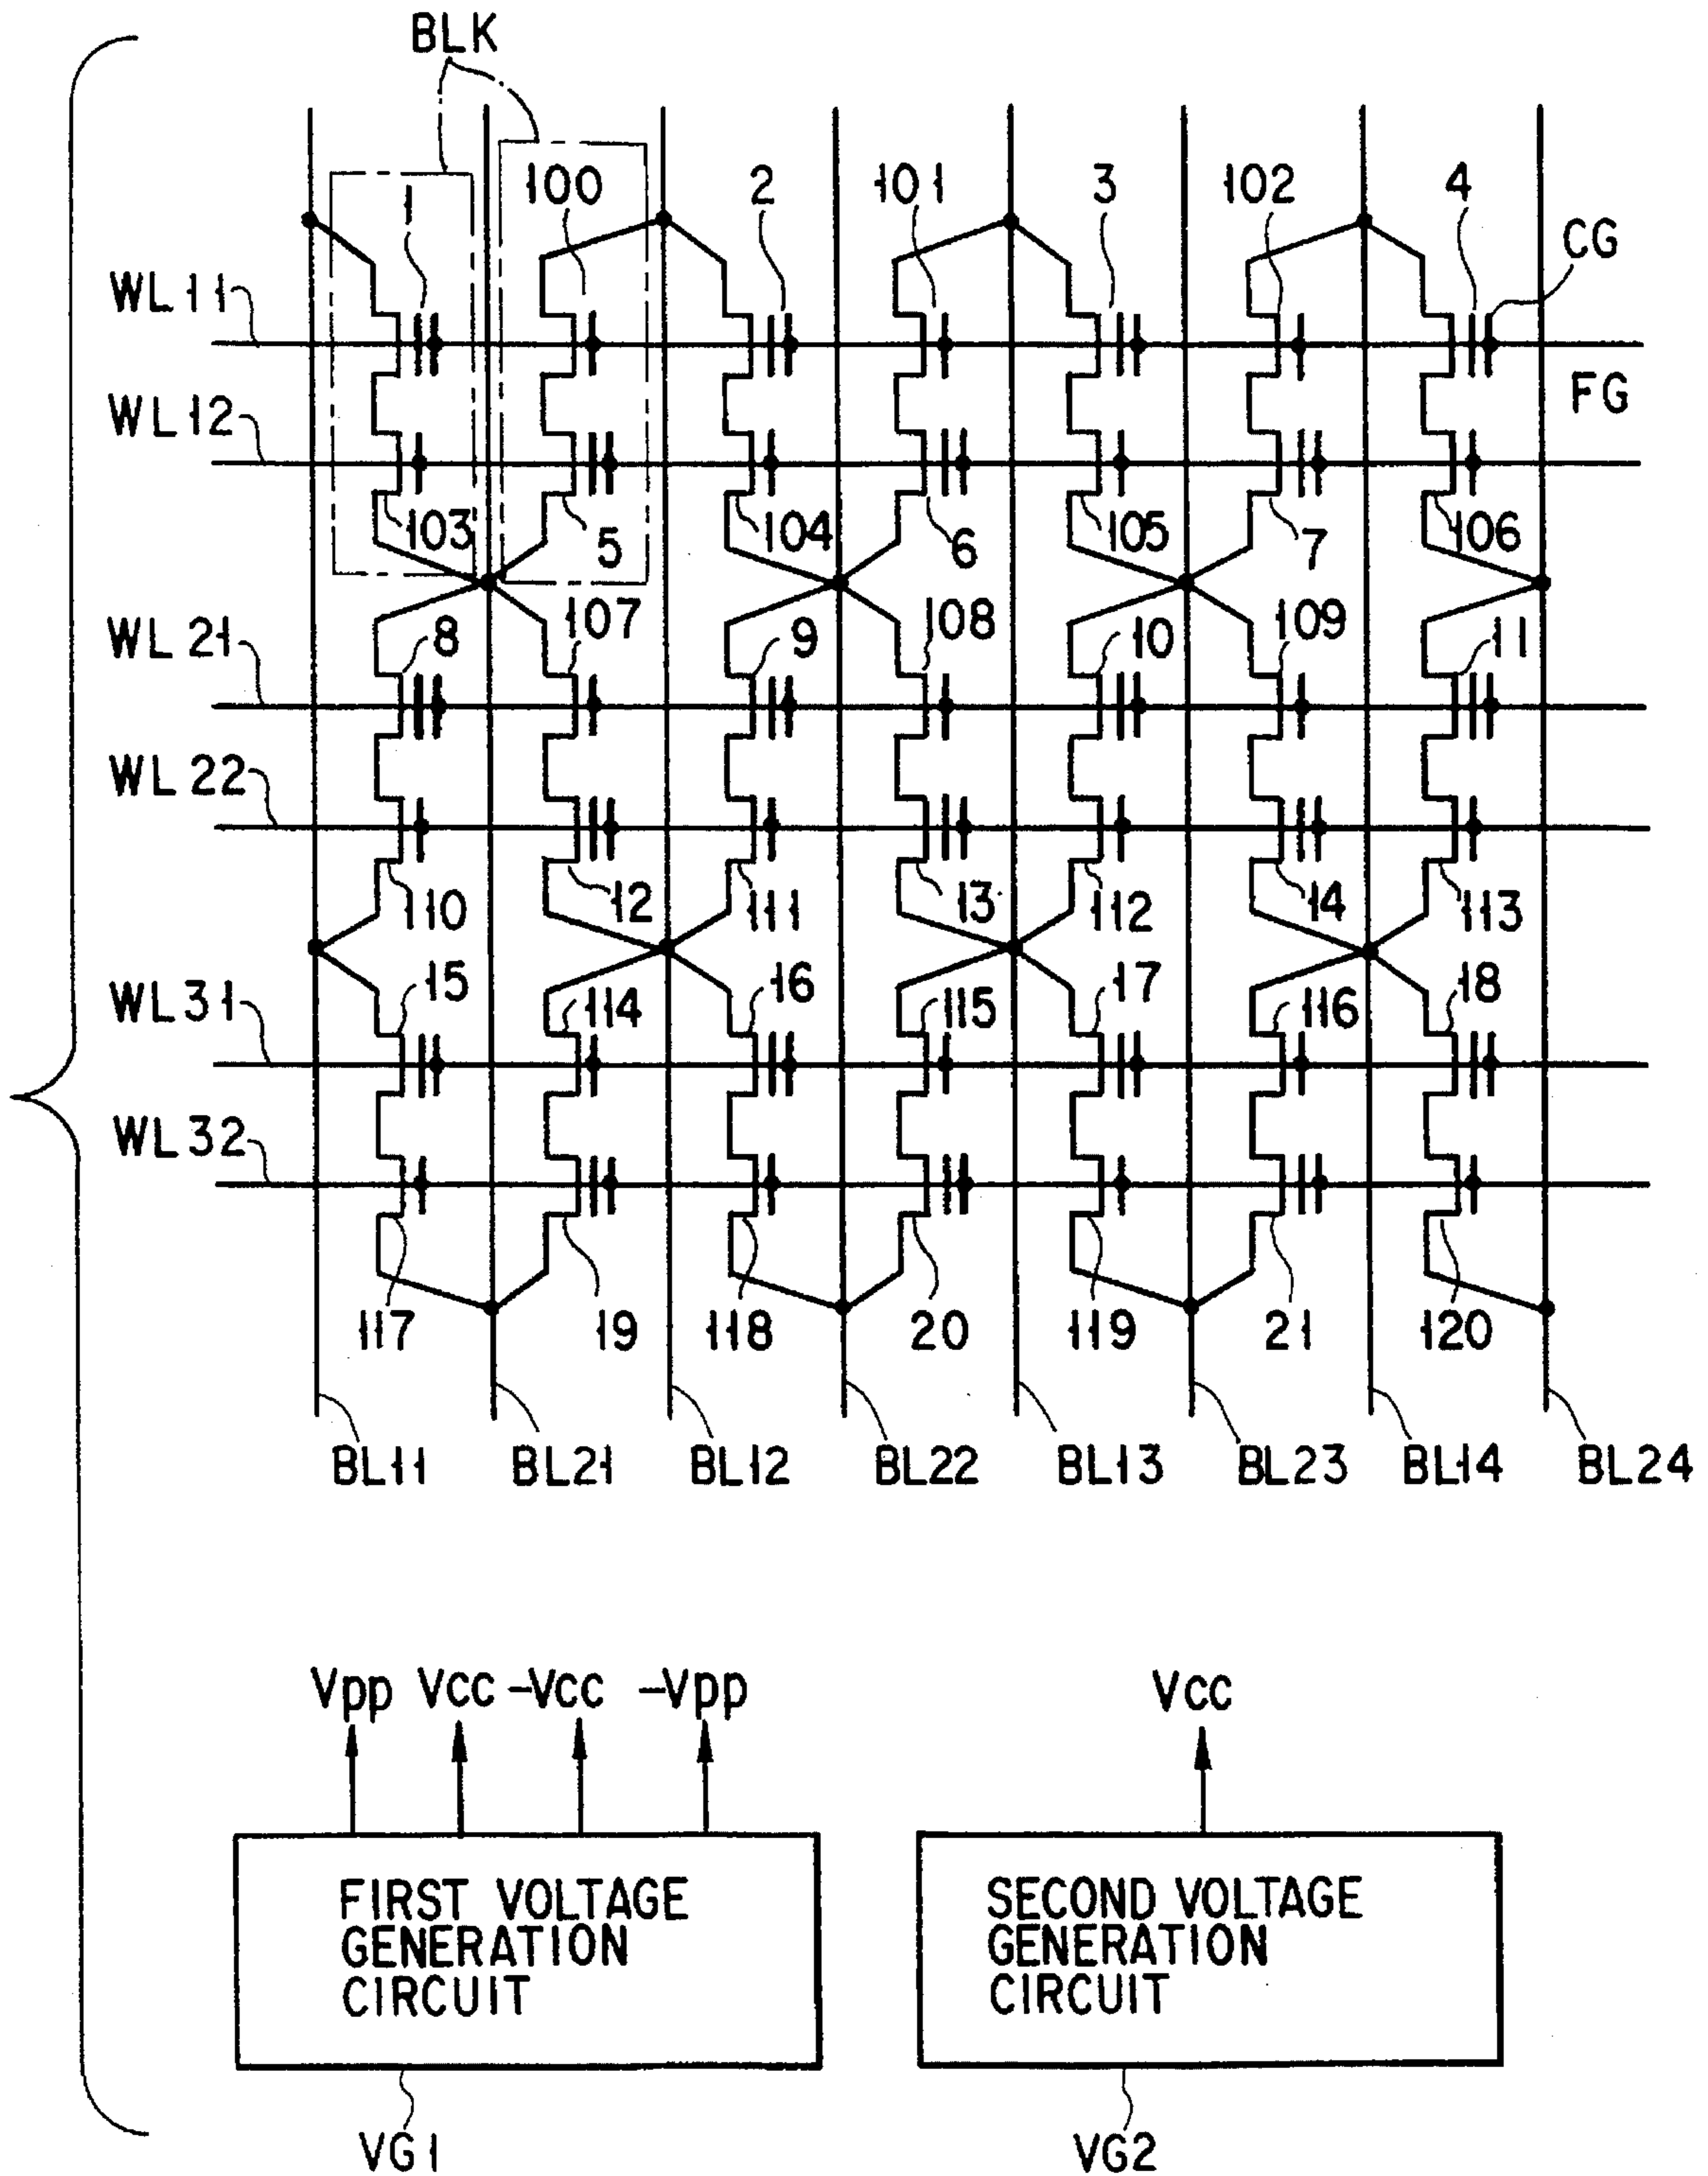 BLK
1 100 2 101 3 102 4 CG
WL11
FG
WL12
103 5 104 6 105 7 106
WL21 8 107 9 108 10 109 11
WL22
110 12 111 13 112 14 113
WL31 15 114 16 115 17 116 18
WL32
117 19 118 20 119 21 120
BL11 BL21 BL12 BL22 BL13 BL23 BL14 BL24
Vpp Vcc -Vcc -Vpp Vcc
FIRST VOLTAGE
GENERATION
CIRCUIT
SECOND VOLTAGE
GENERATION
CIRCUIT
VG1 VG2